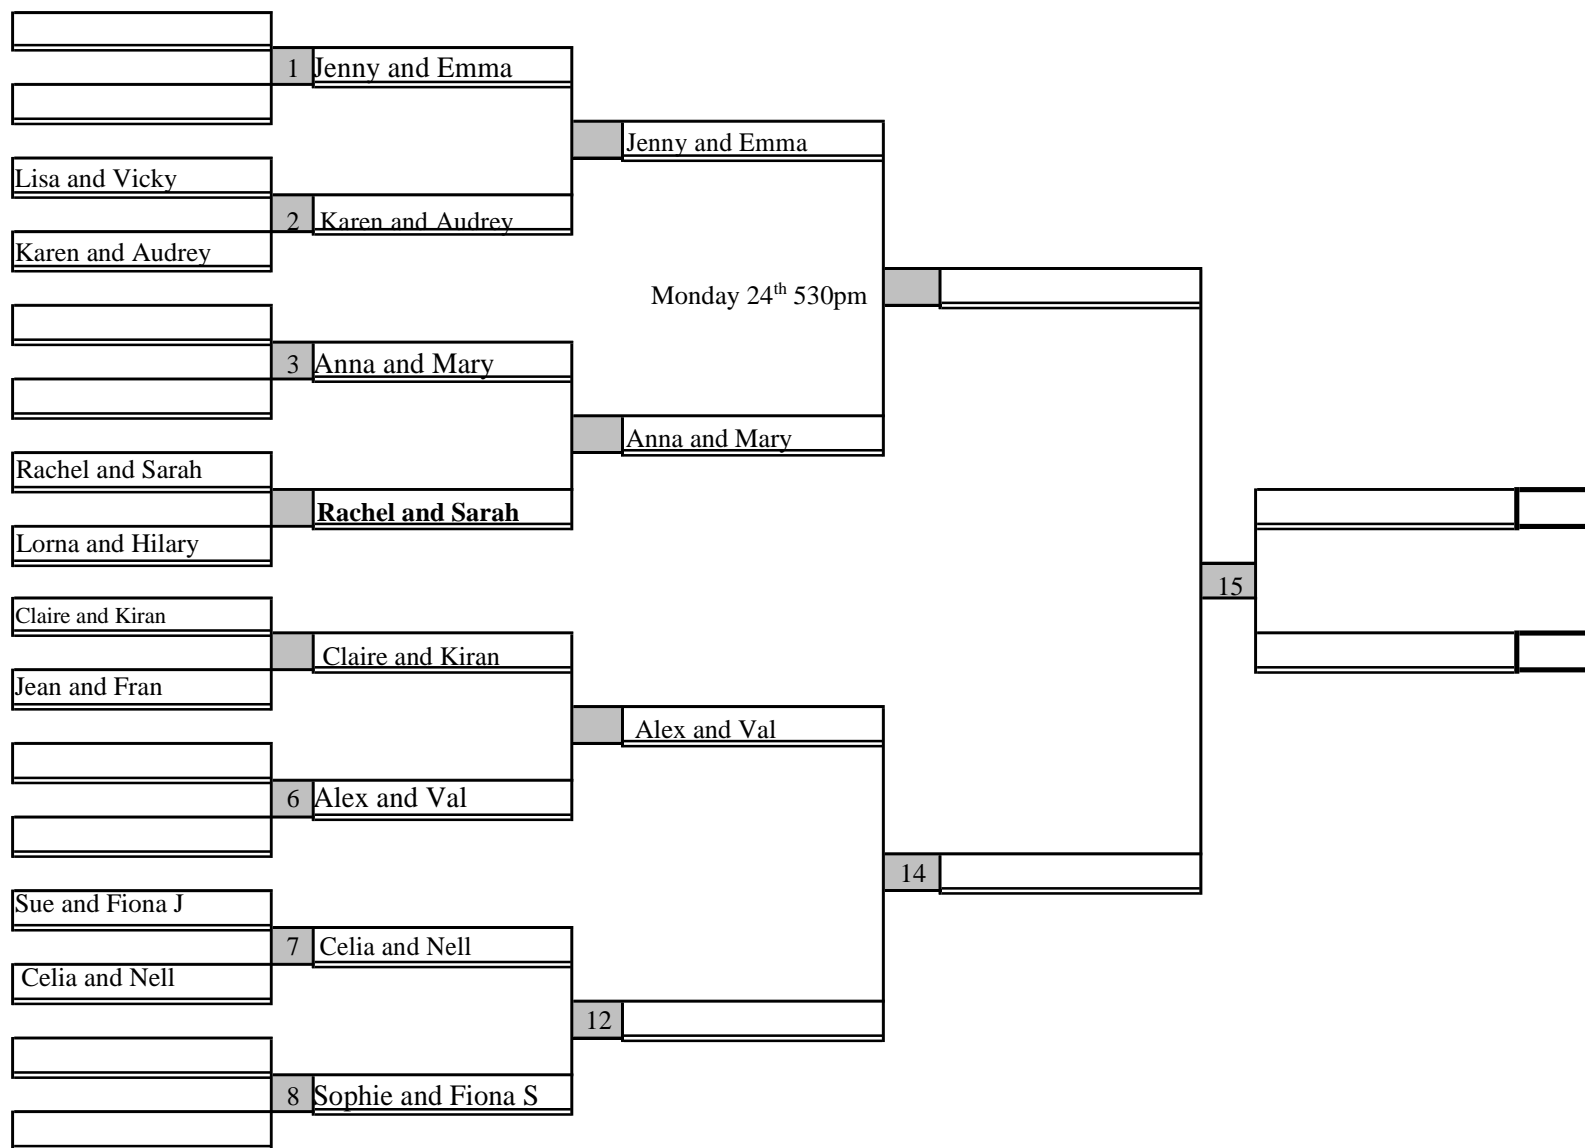 1 Jenny and Emma
Jenny and Emma
Lisa and Vicky
2 Karen and Audrey
Karen and Audrey
Monday 24th 530pm
3 Anna and Mary
Anna and Mary
Rachel and Sarah
Rachel and Sarah
Lorna and Hilary
15
Claire and Kiran
Claire and Kiran
Jean and Fran
Alex and Val
6 Alex and Val
14
Sue and Fiona J
7 Celia and Nell
Celia and Nell
12
8 Sophie and Fiona S